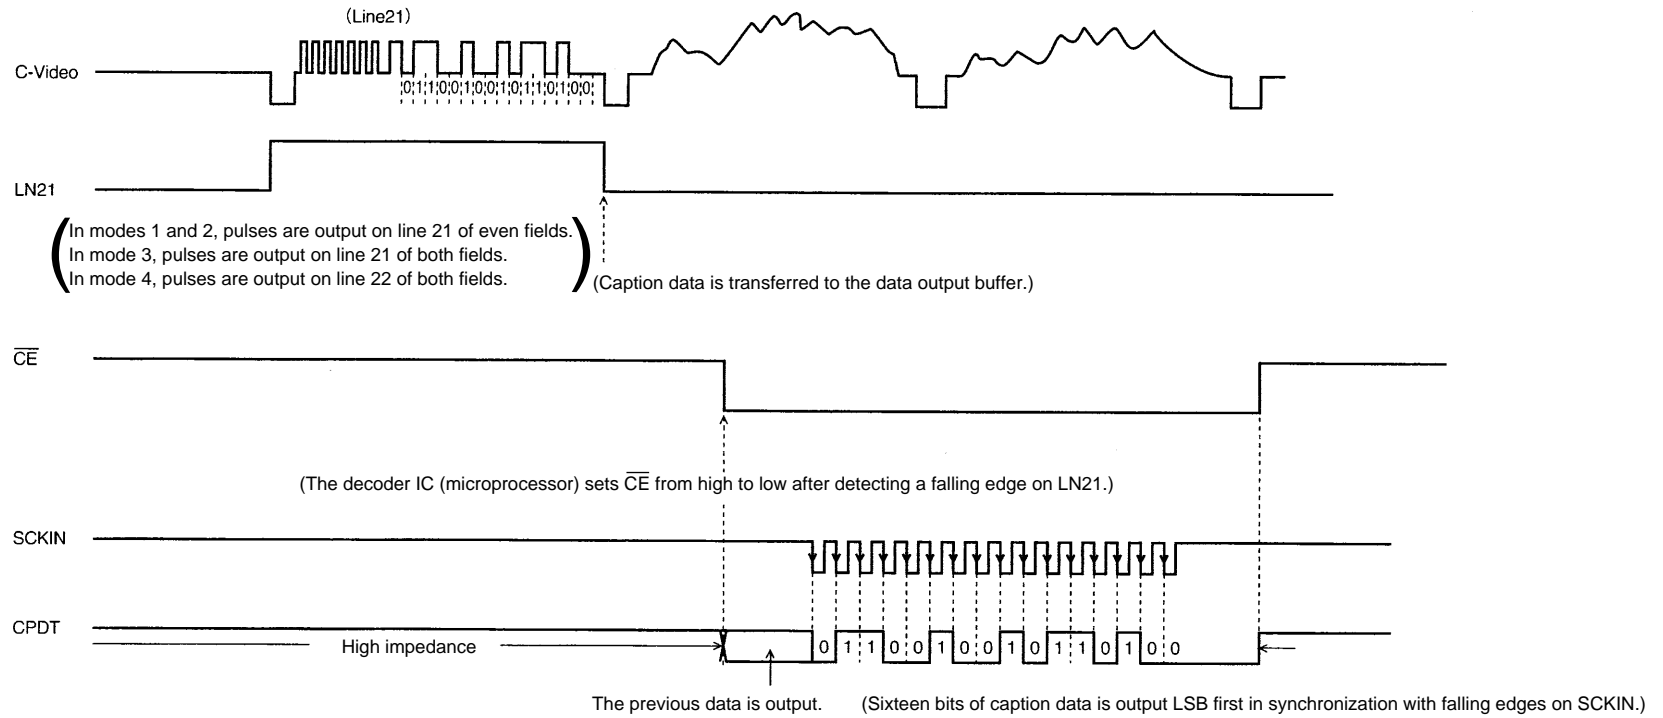 (Line21)
C-Video
0 1 1 0 0 1 0 0 1 0 1 1 0 1 0 0
LN21
(In modes 1 and 2, pulses are output on line 21 of even fields.
In mode 3, pulses are output on line 21 of both fields.
In mode 4, pulses are output on line 22 of both fields.)
(Caption data is transferred to the data output buffer.)
C̅E̅
(The decoder IC (microprocessor) sets C̅E̅ from high to low after detecting a falling edge on LN21.)
SCKIN
CPDT
High impedance
0 1 1 0 0 1 0 0 1 0 1 1 0 1 0 0
The previous data is output.
(Sixteen bits of caption data is output LSB first in synchronization with falling edges on SCKIN.)